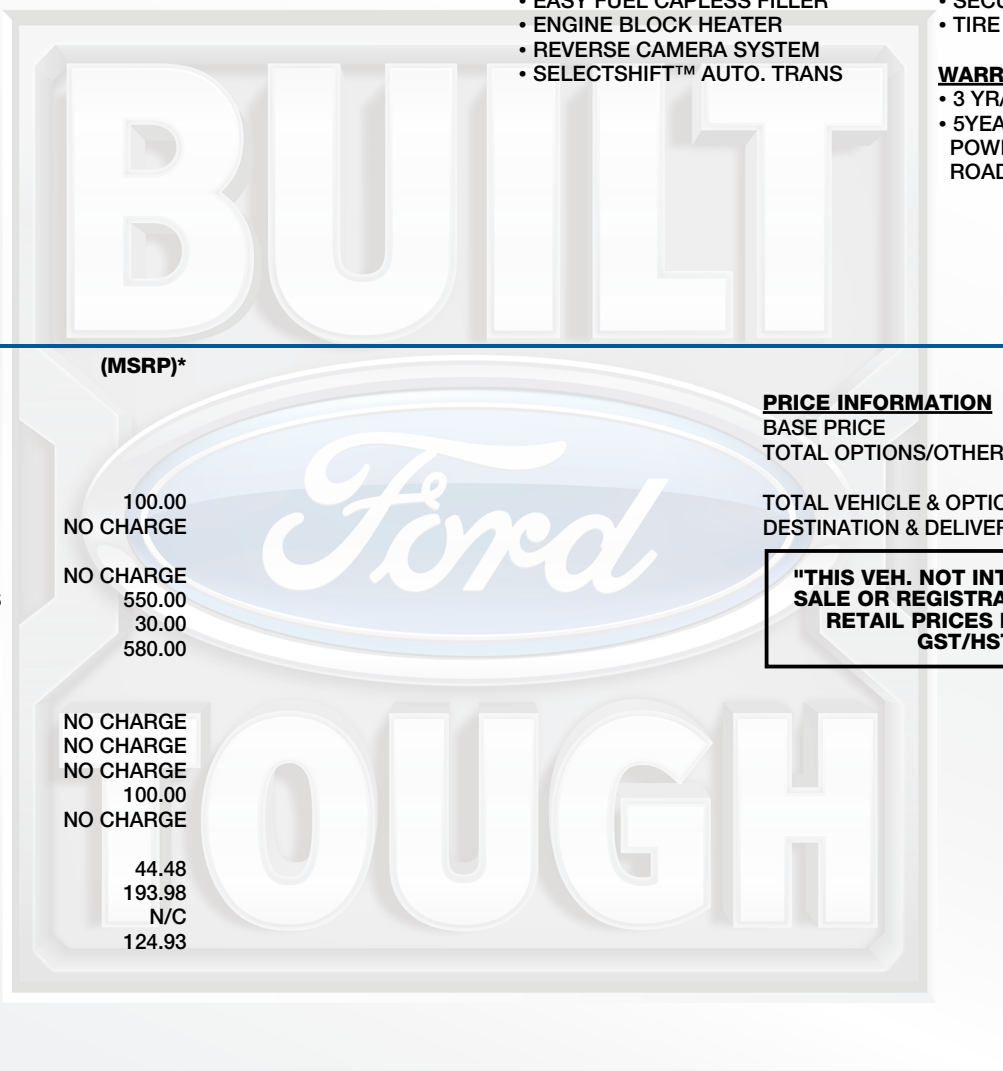 • EASY FUEL CAPLESS FILLER
• ENGINE BLOCK HEATER
• REVERSE CAMERA SYSTEM
• SELECTSHIFT™ AUTO. TRANS
• SECU
• TIRE
WARR
• 3 YR/
• 5YEA
POWE
ROAD
BUILT
(MSRP)*
100.00
NO CHARGE
NO CHARGE
550.00
30.00
580.00
NO CHARGE
NO CHARGE
NO CHARGE
100.00
NO CHARGE
44.48
193.98
N/C
124.93
Ford
TOUGH
PRICE INFORMATION
BASE PRICE
TOTAL OPTIONS/OTHER
TOTAL VEHICLE & OPTIO
DESTINATION & DELIVER
"THIS VEH. NOT INT
SALE OR REGISTRA
RETAIL PRICES
GST/HST